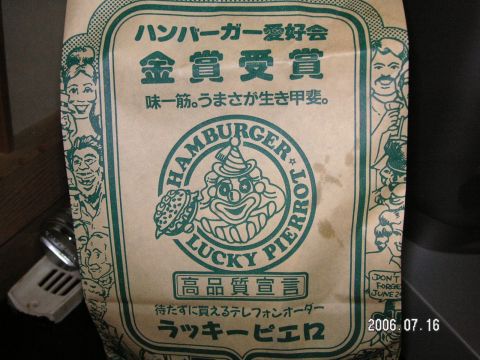 ハンバーガー愛好会
金賞受賞
味一筋。うまさが生き甲斐。
HAMBURGER
LUCKY PIERROT
高品質宣言
待たずに買えるテレフォンオーダー
ラッキーピエロ
DON'T
FORGET
JUNE 2
2006.07.16